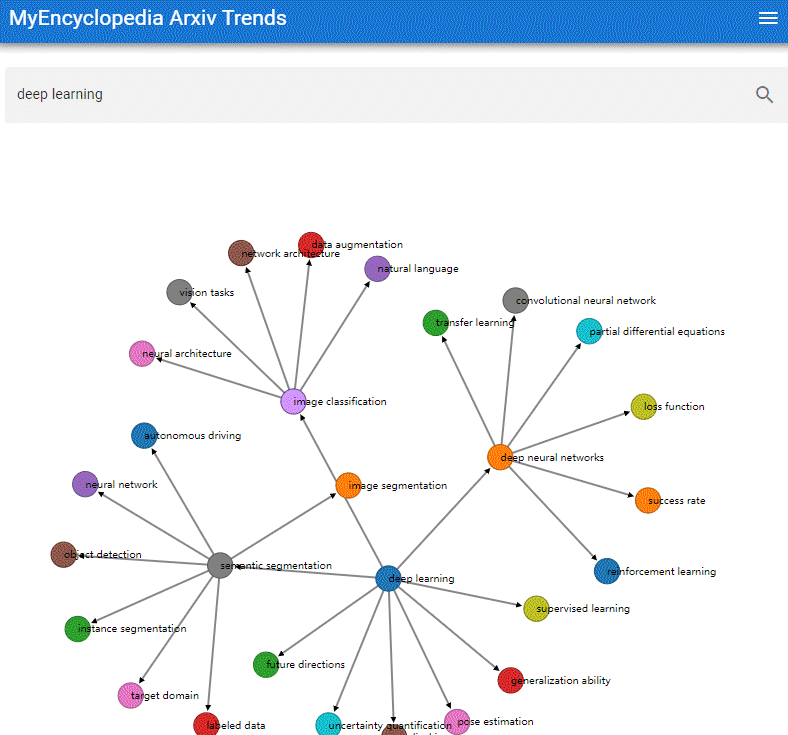 MyEncyclopedia Arxiv Trends
deep learning
data augmentation
network architecture
natural language
vision tasks
convolutional neural network
transfer learning
partial differential equations
neural architecture
image classification
loss function
autonomous driving
deep neural networks
neural network
image segmentation
success rate
object detection
semantic segmentation
reinforcement learning
deep learning
supervised learning
instance segmentation
future directions
generalization ability
target domain
labeled data
uncertainty quantification
pose estimation